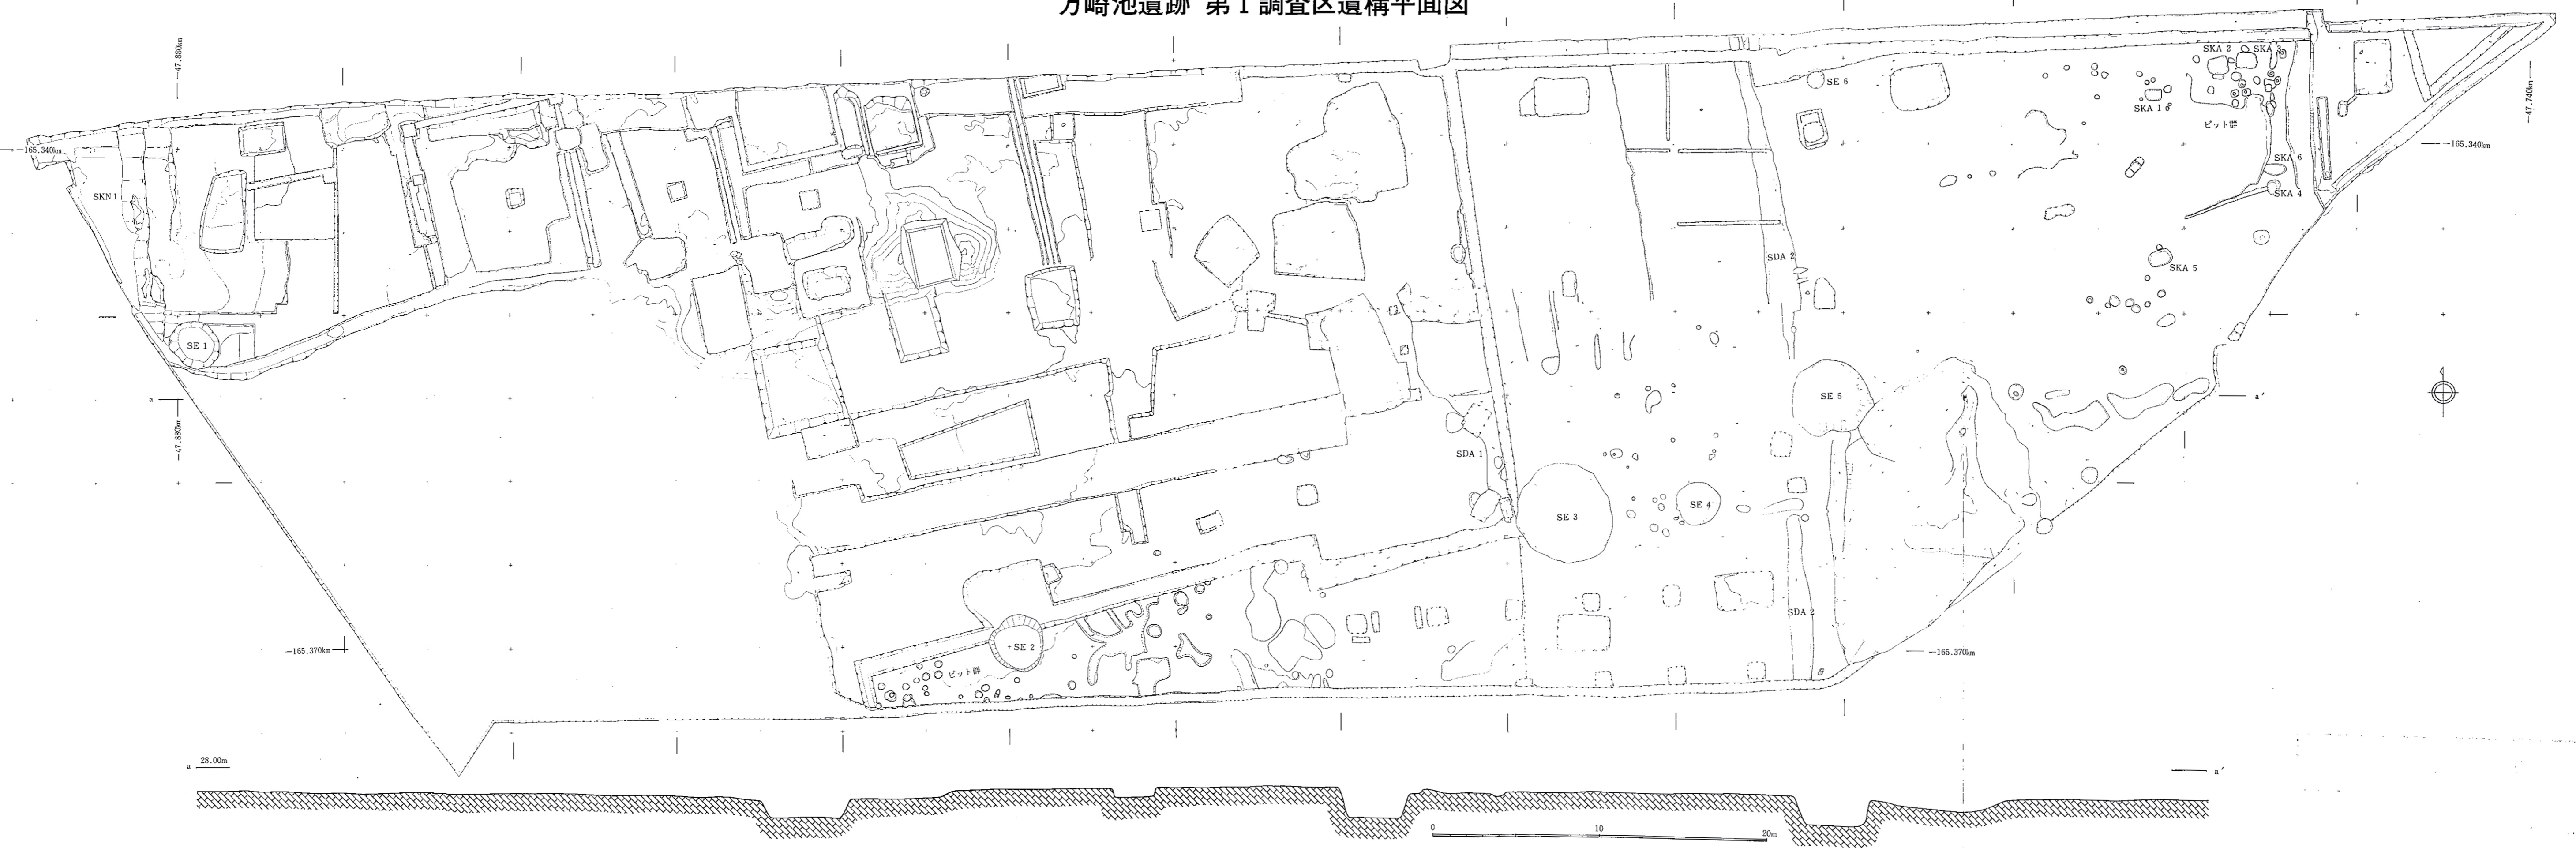 万崎池遺跡 第1調査区遺構平面図
-47.880km
-165.340km
SKN 1
SE 1
a
-47.880km
-165.370km
SE 2
ピット群
SDA 1
SE 3
SE 4
SE 5
SE 6
SDA 2
SDA 2
SKA 2
SKA 3
SKA 1
ピット群
SKA 6
SKA 4
SKA 5
-47.740km
-165.340km
a′
-165.370km
a
28.00m
a′
0
10
20m